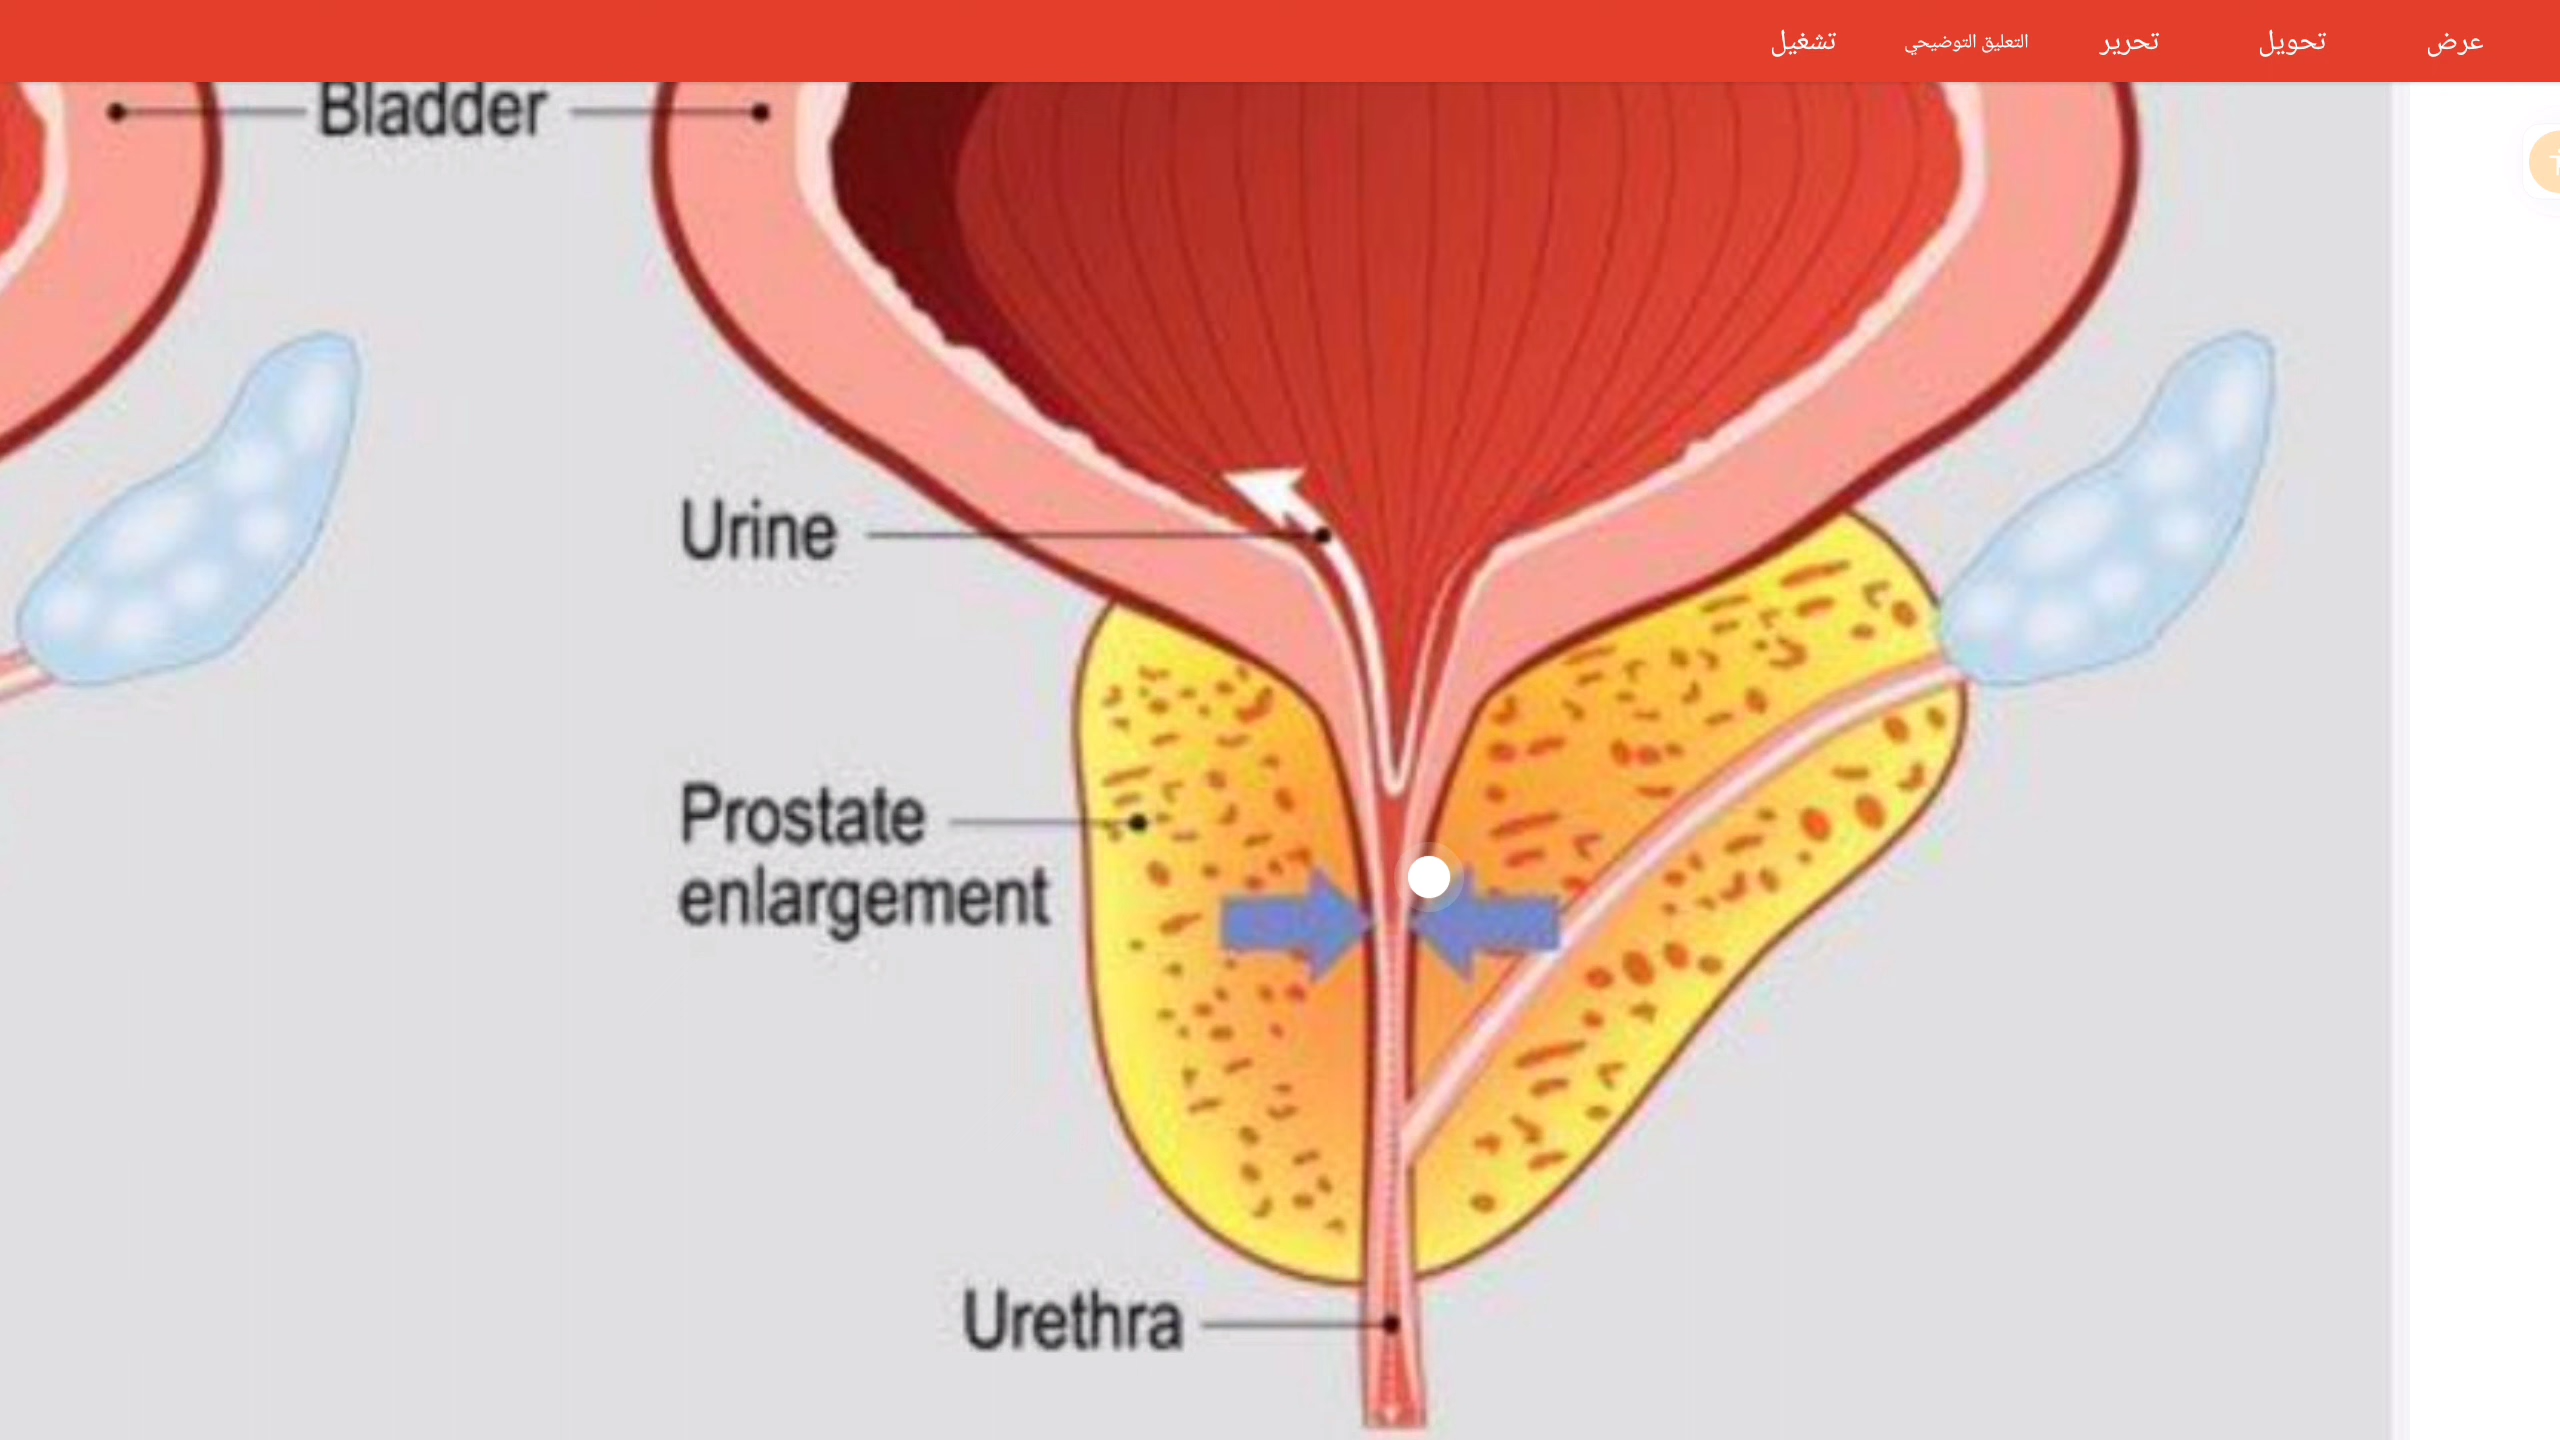 عرض
تحويل
تحرير
التعليق التوضيحي
تشغيل
Bladder
Urine
Prostate
enlargement
Urethra